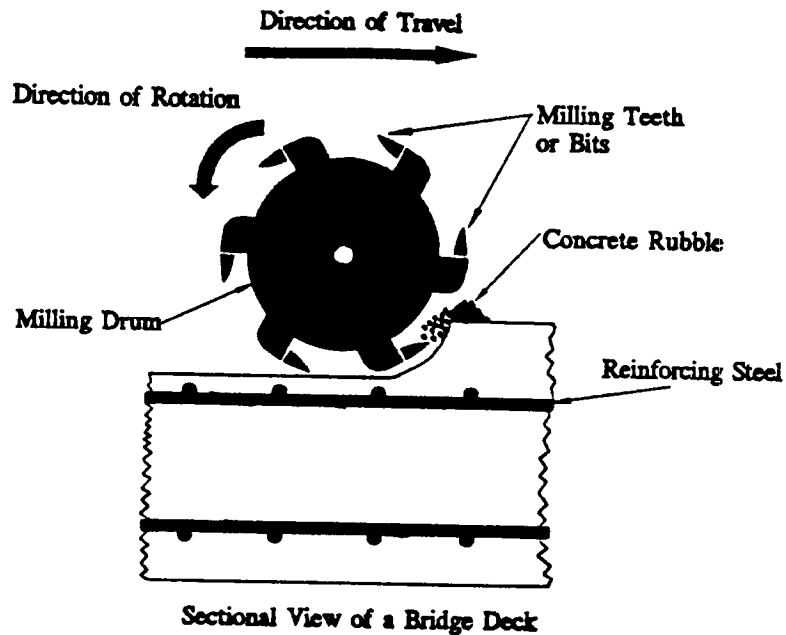 Direction of Travel
Direction of Rotation
Milling Teeth
or Bits
Concrete Rubble
Milling Drum
Reinforcing Steel
Sectional View of a Bridge Deck